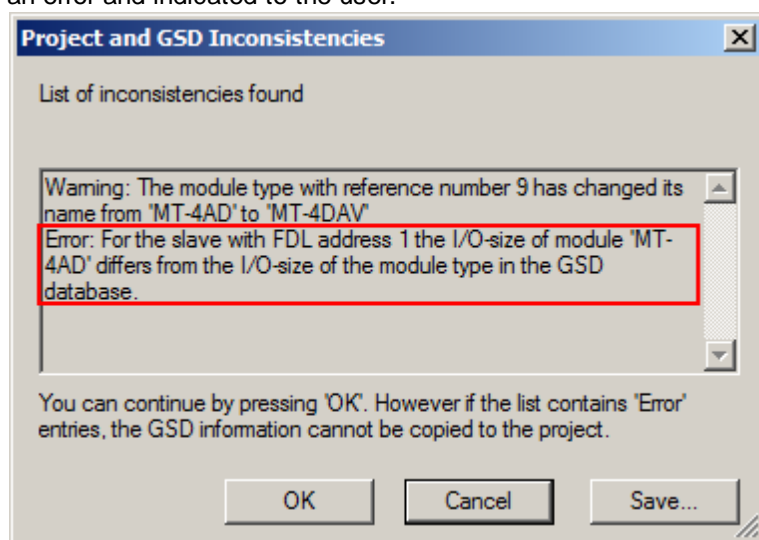 an error and indicated to the user.
Project and GSD Inconsistencies
List of inconsistencies found
Warning: The module type with reference number 9 has changed its
name from 'MT-4AD' to 'MT-4DAV'
Error: For the slave with FDL address 1 the I/O-size of module 'MT-
4AD' differs from the I/O-size of the module type in the GSD
database.
You can continue by pressing 'OK'. However if the list contains 'Error'
entries, the GSD information cannot be copied to the project.
OK Cancel Save...